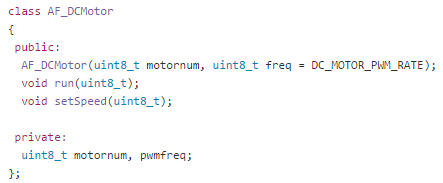 class AF_DCMotor
{
 public:
  AF_DCMotor(uint8_t motornum, uint8_t freq = DC_MOTOR_PWM_RATE);
  void run(uint8_t);
  void setSpeed(uint8_t);

 private:
  uint8_t motornum, pwmfreq;
};